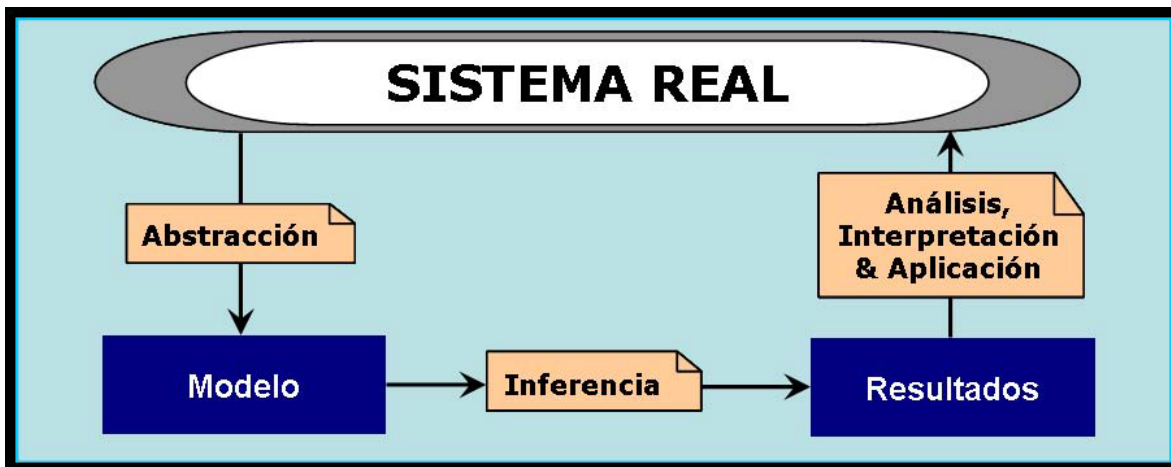 SISTEMA REAL
Abstracción
Análisis,
Interpretación
& Aplicación
Modelo
Inferencia
Resultados